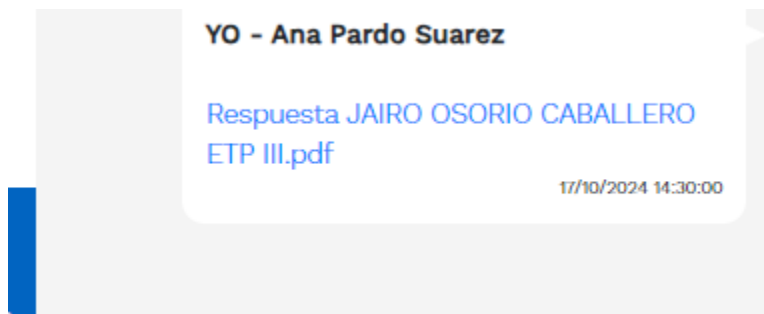 YO - Ana Pardo Suarez
Respuesta JAIRO OSORIO CABALLERO
ETP III.pdf
17/10/2024 14:30:00